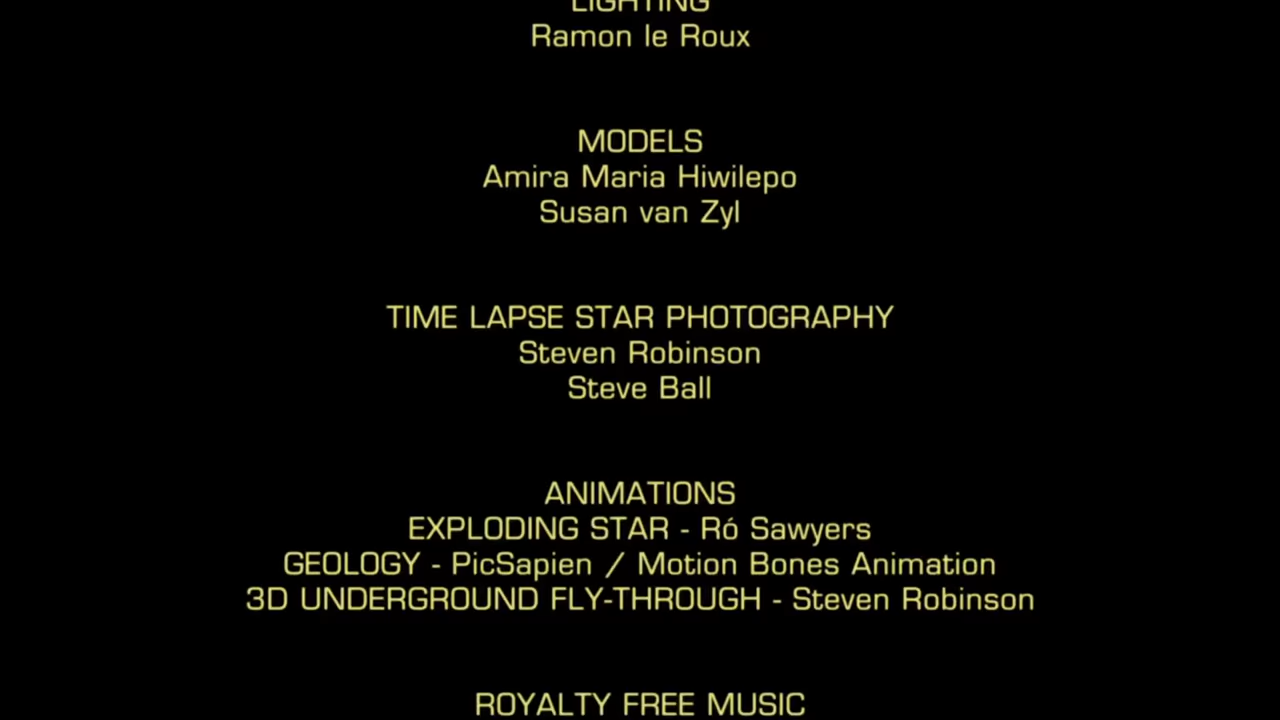 LIGHTING
Ramon le Roux
MODELS
Amira Maria Hiwilepo
Susan van Zyl
TIME LAPSE STAR PHOTOGRAPHY
Steven Robinson
Steve Ball
ANIMATIONS
EXPLODING STAR - Ró Sawyers
GEOLOGY - PicSapien / Motion Bones Animation
3D UNDERGROUND FLY-THROUGH - Steven Robinson
ROYALTY FREE MUSIC